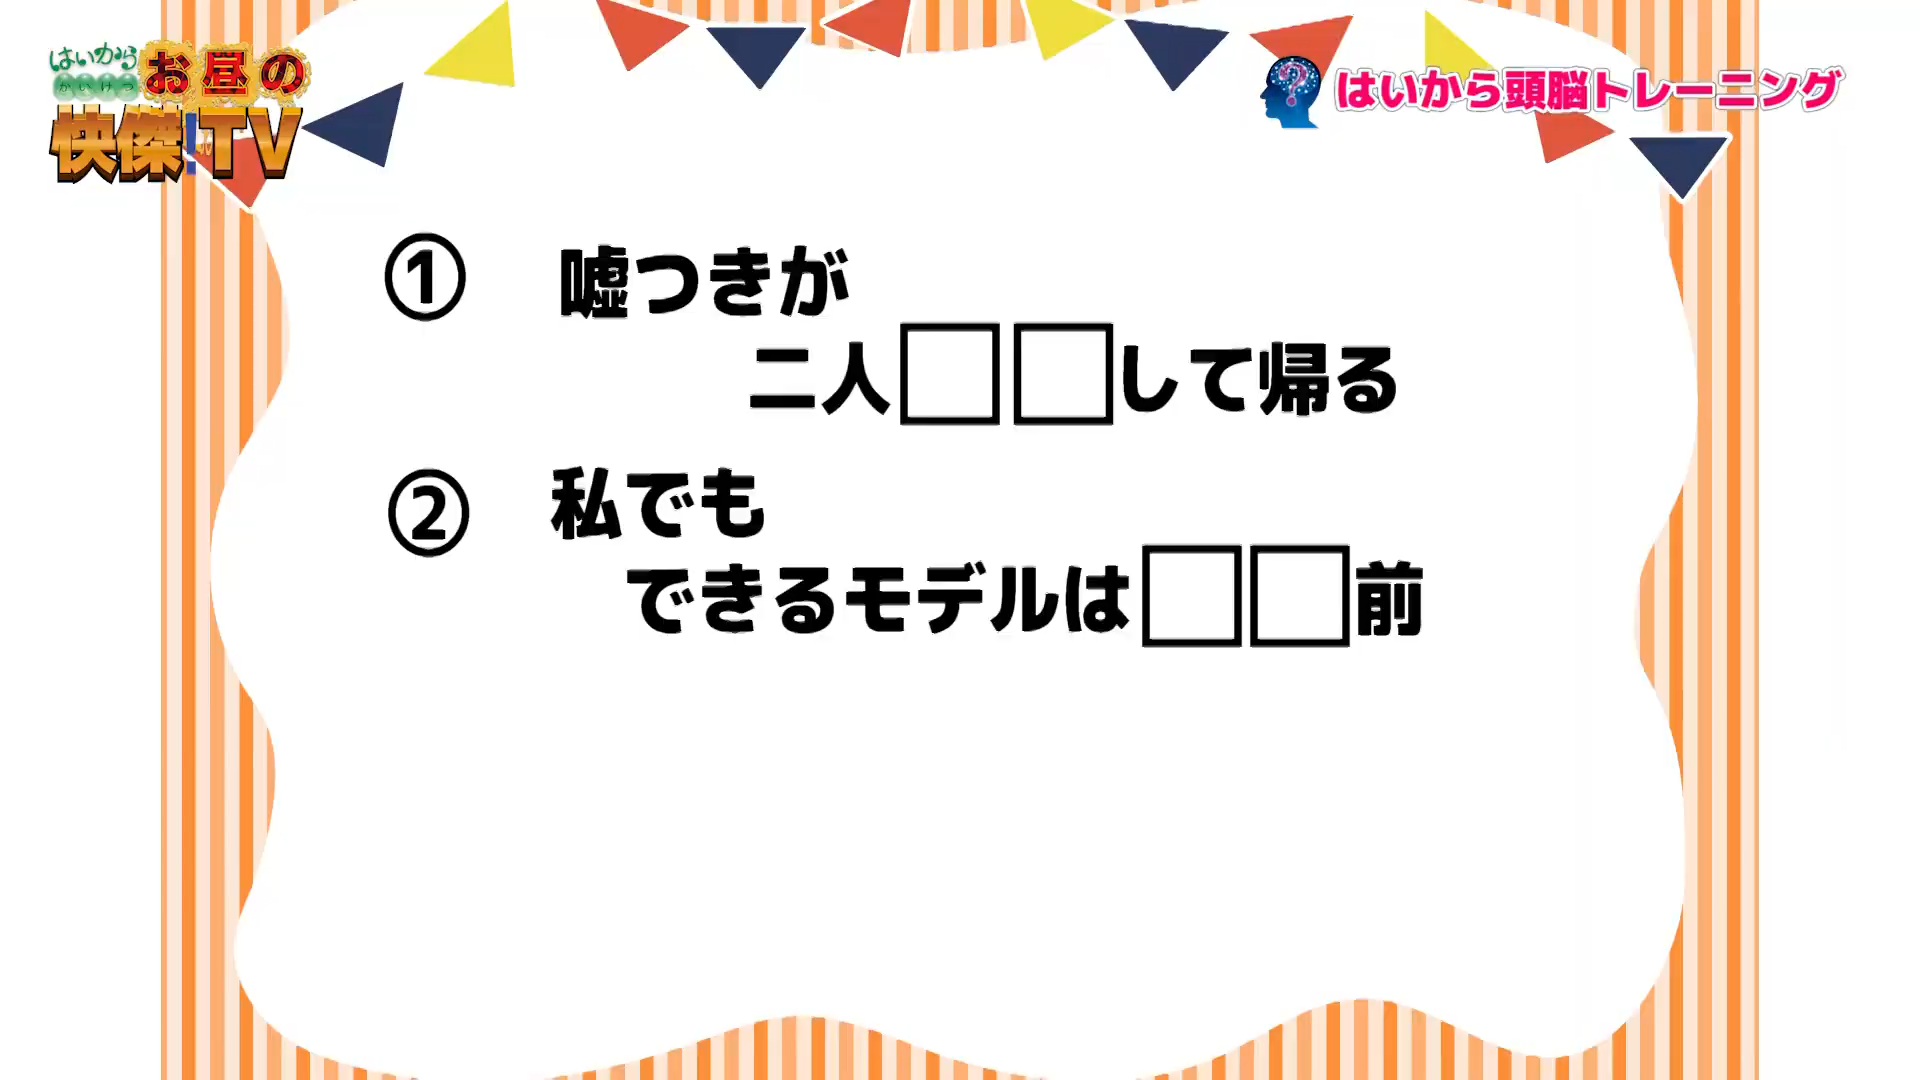 はいから
かいけつ
お昼の
快傑!TV
はいから頭脳トレーニング
① 嘘つきが
二人□□して帰る
② 私でも
できるモデルは□□前